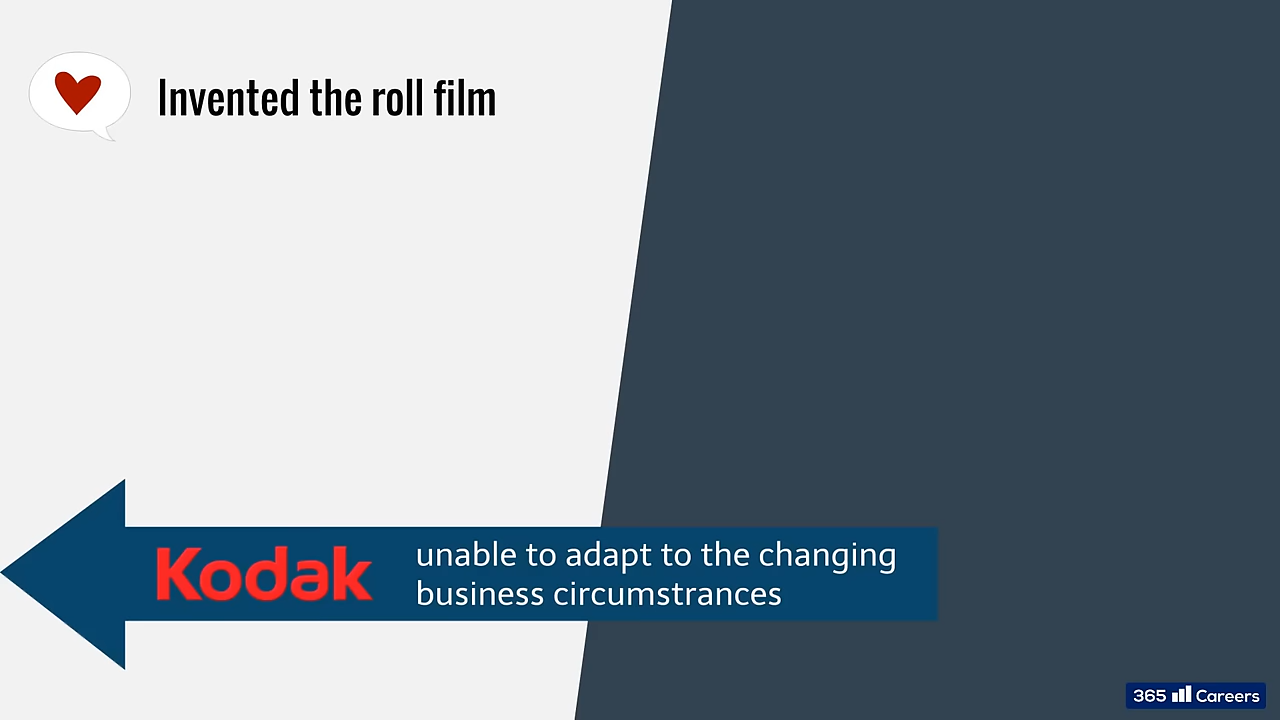 Invented the roll film
Kodak
unable to adapt to the changing
business circumstrances
365 Careers